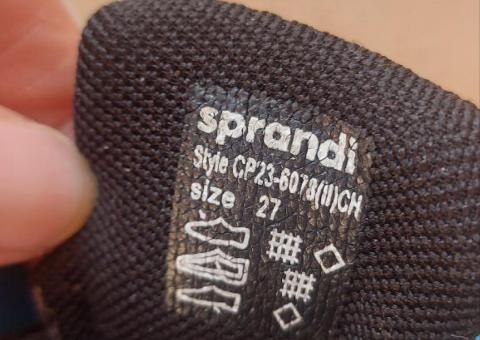 sprandi
Style CP23-6078(II)CH
size 27